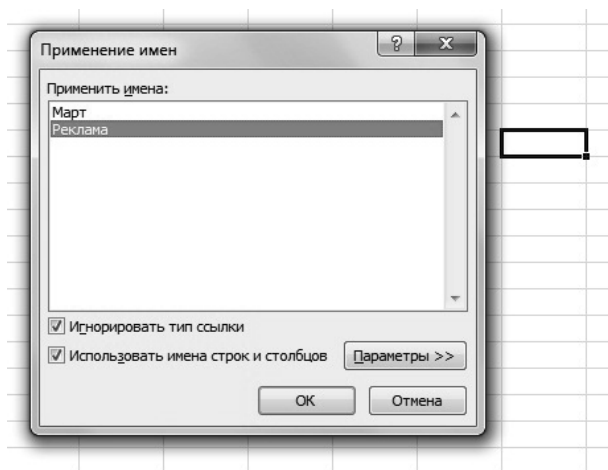 Применение имен
Применить имена:
Март
Реклама
Игнорировать тип ссылки
Использовать имена строк и столбцов
Параметры >>
ОК
Отмена